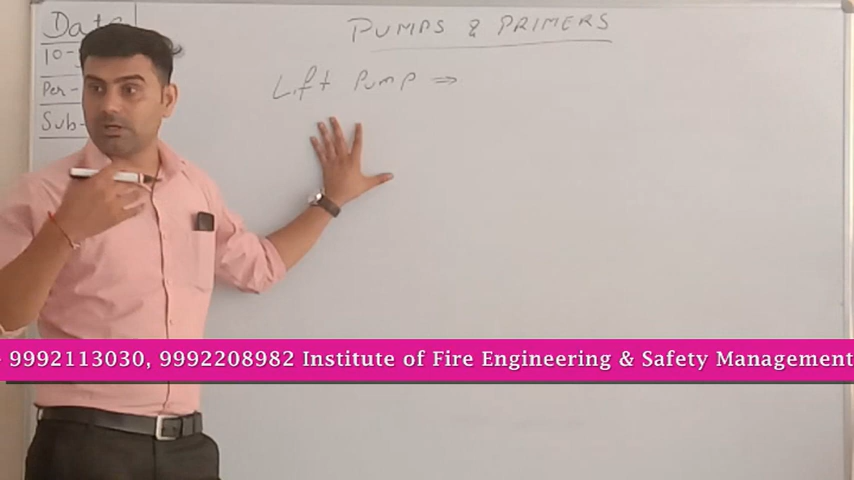 Date
PUMPS & PRIMERS
10-
Lift Pump ⇒
Per-
Sub-
9992113030, 9992208982 Institute of Fire Engineering & Safety Management